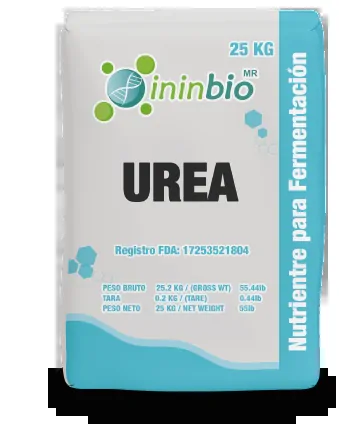 25 KG
ininbio MR
UREA
Registro FDA: 17253521804
PESO BRUTO 25.2 KG / (GROSS WT) 55.44lb
TARA 0.2 KG / (TARE) 0.44lb
PESO NETO 25 KG / NET WEIGHT 55lb
Nutrientre para Fermentación